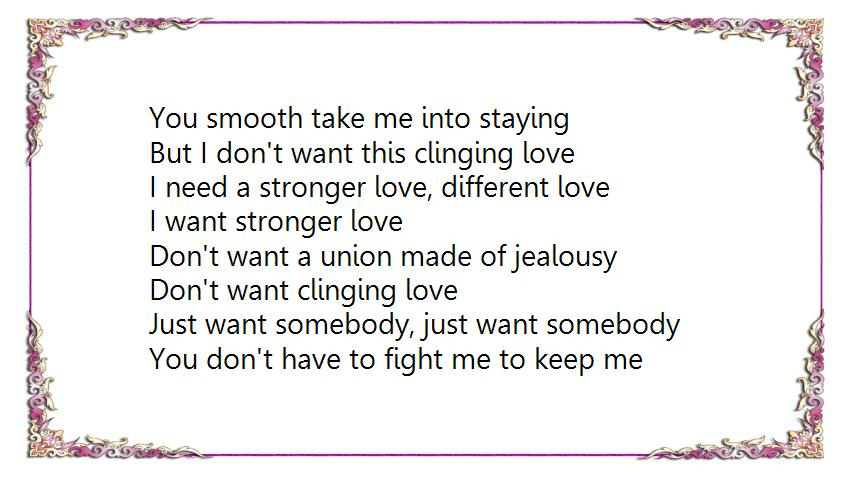 You smooth take me into staying
But I don't want this clinging love
I need a stronger love, different love
I want stronger love
Don't want a union made of jealousy
Don't want clinging love
Just want somebody, just want somebody
You don't have to fight me to keep me